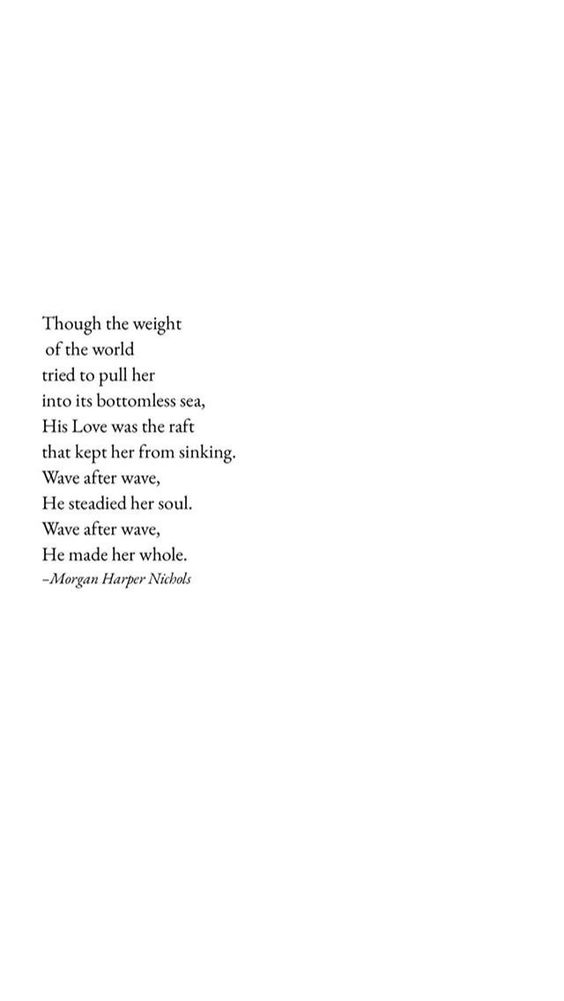 Though the weight
of the world
tried to pull her
into its bottomless sea,
His Love was the raft
that kept her from sinking.
Wave after wave,
He steadied her soul.
Wave after wave,
He made her whole.
–Morgan Harper Nichols